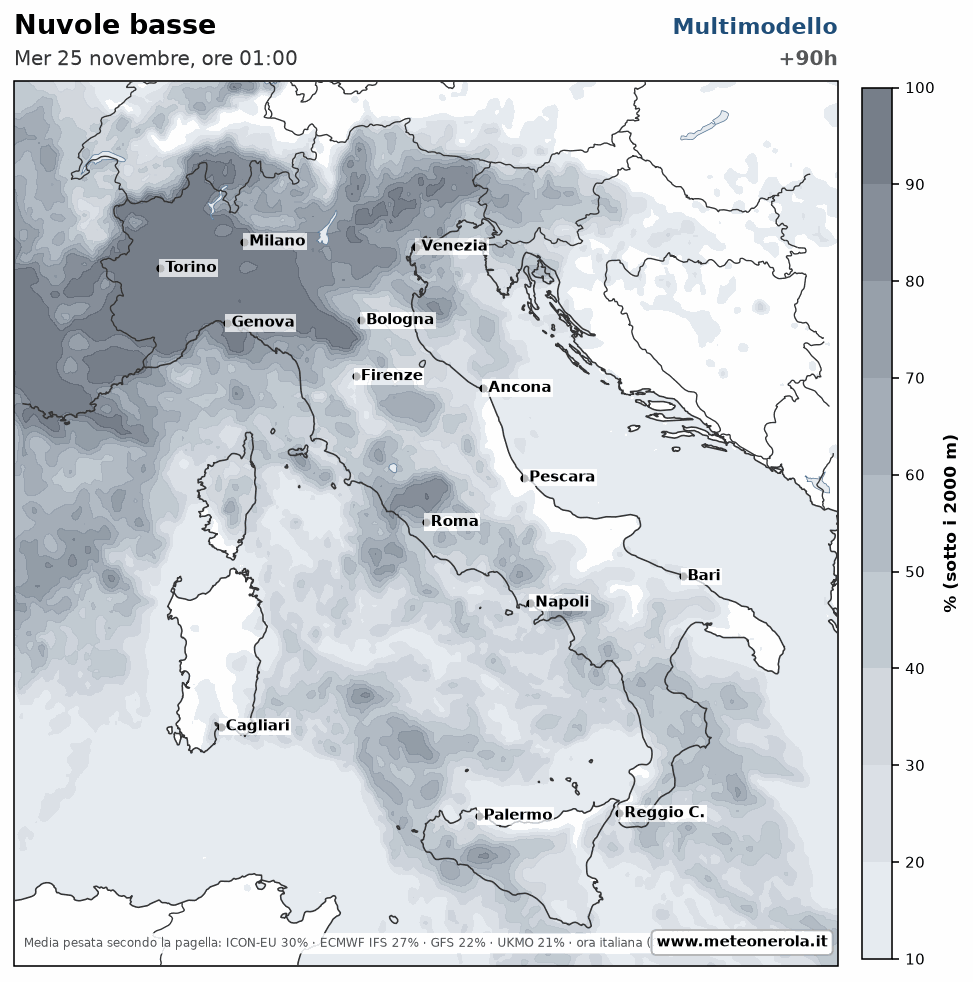 Nuvole basse
Multimodello
Mer 25 novembre, ore 01:00
+90h
100
90
80
70
60
50
40
30
20
10
% (sotto i 2000 m)
Milano
Venezia
Torino
Genova
Bologna
Firenze
Ancona
Pescara
Roma
Bari
Napoli
Cagliari
Palermo
Reggio C.
Media pesata secondo la pagella: ICON-EU 30% · ECMWF IFS 27% · GFS 22% · UKMO 21% · ora italiana (
www.meteonerola.it